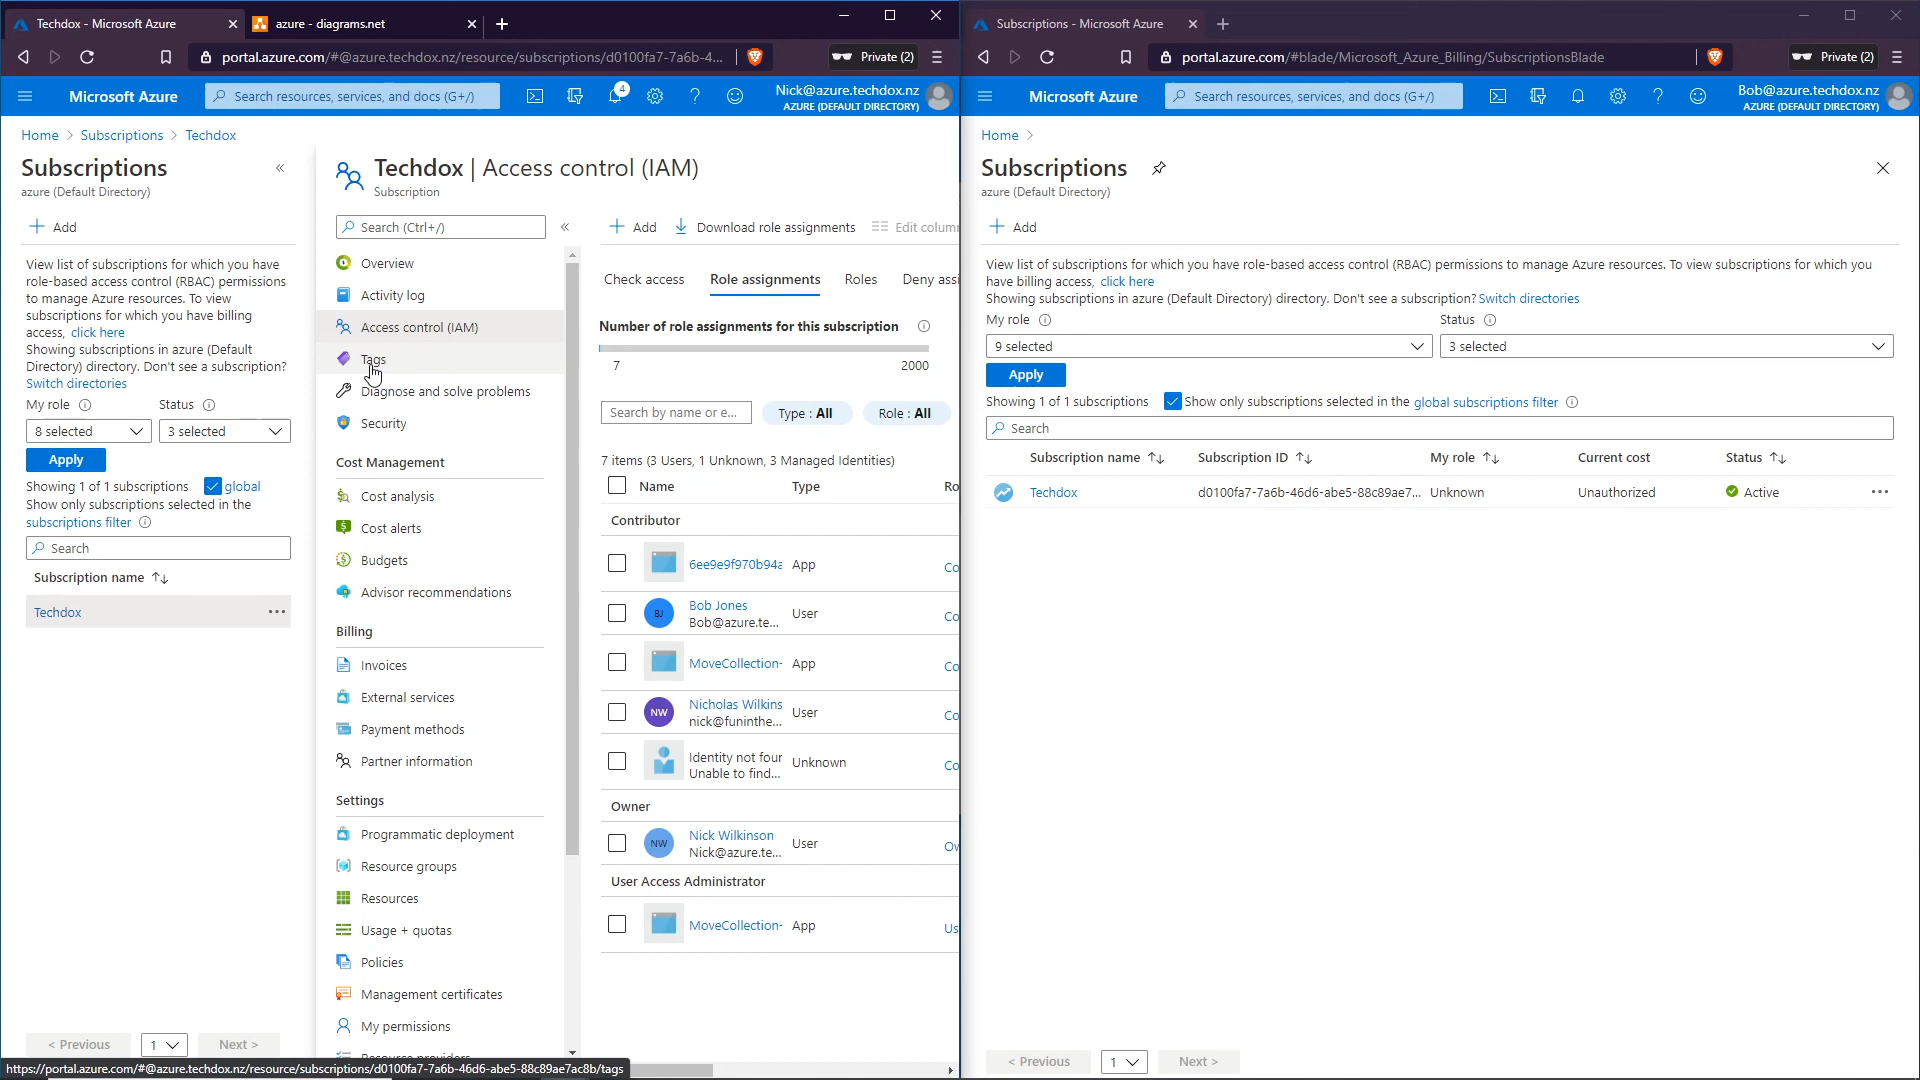 Techdox - Microsoft Azure
azure - diagrams.net
portal.azure.com/#@azure.techdox.nz/resource/subscriptions/d0100fa7-7a6b-4...
Private (2)
Microsoft Azure
Search resources, services, and docs (G+/)
4
Nick@azure.techdox.nz
AZURE (DEFAULT DIRECTORY)
Home > Subscriptions > Techdox
Subscriptions
azure (Default Directory)
Add
View list of subscriptions for which you have
role-based access control (RBAC) permissions
to manage Azure resources. To view
subscriptions for which you have billing
access, click here
Showing subscriptions in azure (Default
Directory) directory. Don't see a subscription?
Switch directories
My role
Status
8 selected
3 selected
Apply
Showing 1 of 1 subscriptions
global
Show only subscriptions selected in the
subscriptions filter
Search
Subscription name
Techdox
< Previous
1
Next >
Techdox | Access control (IAM)
Subscription
Search (Ctrl+/)
Overview
Activity log
Access control (IAM)
Tags
Diagnose and solve problems
Security
Cost Management
Cost analysis
Cost alerts
Budgets
Advisor recommendations
Billing
Invoices
External services
Payment methods
Partner information
Settings
Programmatic deployment
Resource groups
Resources
Usage + quotas
Policies
Management certificates
My permissions
Resource providers
https://portal.azure.com/#@azure.techdox.nz/resource/subscriptions/d0100fa7-7a6b-46d6-abe5-88c89ae7ac8b/tags
Add
Download role assignments
Edit colum
Check access
Role assignments
Roles
Deny assi
Number of role assignments for this subscription
7
2000
Search by name or e...
Type : All
Role : All
7 items (3 Users, 1 Unknown, 3 Managed Identities)
Name
Type
Ro
Contributor
6ee9e9f970b94a
App
Co
BJ
Bob Jones
Bob@azure.te...
User
Co
MoveCollection-
App
Co
NW
Nicholas Wilkins
nick@funinthe...
User
Co
Identity not four
Unable to find...
Unknown
Co
Owner
NW
Nick Wilkinson
Nick@azure.te...
User
Ow
User Access Administrator
MoveCollection-
App
Us
Subscriptions - Microsoft Azure
portal.azure.com/#blade/Microsoft_Azure_Billing/SubscriptionsBlade
Private (2)
Microsoft Azure
Search resources, services, and docs (G+/)
Bob@azure.techdox.nz
AZURE (DEFAULT DIRECTORY)
Home >
Subscriptions
azure (Default Directory)
Add
View list of subscriptions for which you have role-based access control (RBAC) permissions to manage Azure resources. To view subscriptions for which you
have billing access, click here
Showing subscriptions in azure (Default Directory) directory. Don't see a subscription? Switch directories
My role
Status
9 selected
3 selected
Apply
Showing 1 of 1 subscriptions
Show only subscriptions selected in the global subscriptions filter
Search
Subscription name
Subscription ID
My role
Current cost
Status
Techdox
d0100fa7-7a6b-46d6-abe5-88c89ae7...
Unknown
Unauthorized
Active
< Previous
1
Next >